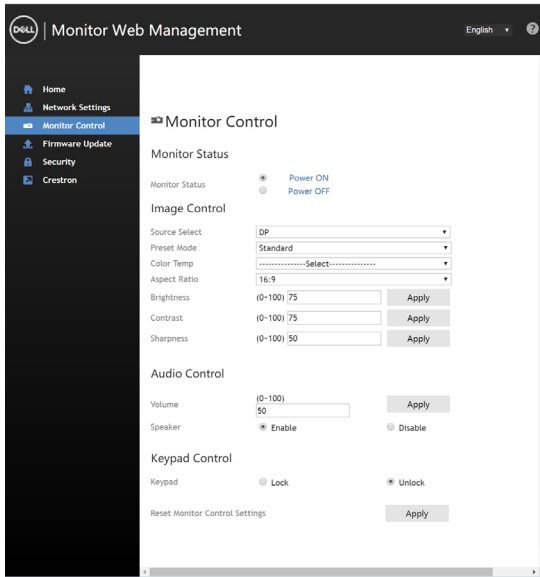 DELL | Monitor Web Management
English
?
Home
Network Settings
Monitor Control
Firmware Update
Security
Crestron
Monitor Control
Monitor Status
Monitor Status Power ON
Power OFF
Image Control
Source Select DP
Preset Mode Standard
Color Temp ---------------Select---------------
Aspect Ratio 16:9
Brightness (0~100) 75 Apply
Contrast (0~100) 75 Apply
Sharpness (0~100) 50 Apply
Audio Control
Volume (0~100) 50 Apply
Speaker Enable Disable
Keypad Control
Keypad Lock Unlock
Reset Monitor Control Settings Apply